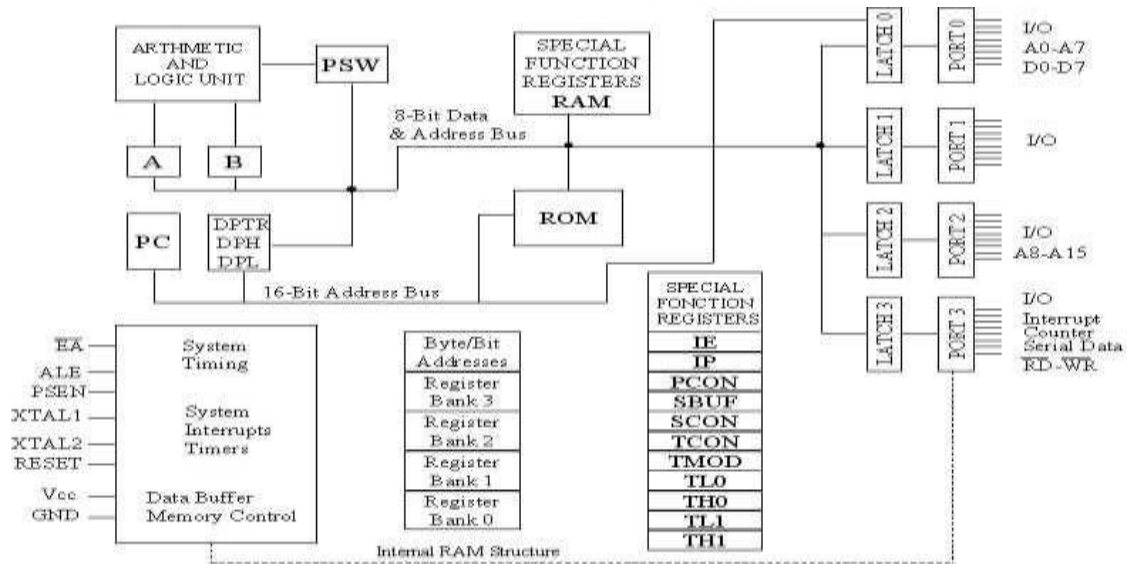 ARTHMETIC
AND
LOGIC UNIT
PSW
SPECIAL
FUNCTION
REGISTERS
RAM
8-Bit Data
& Address Bus
A
B
PC
DPTR
DPH
DPL
ROM
16-Bit Address Bus
LATCH 0
PORT 0
I/O
A0-A7
D0-D7
LATCH 1
PORT 1
I/O
LATCH 2
PORT 2
I/O
A8-A15
LATCH 3
PORT 3
I/O
Interrupt
Counter
Serial Data
RD-WR
EA
ALE
PSEN
XTAL1
XTAL2
RESET
Vcc
GND
System
Timing
System
Interrupts
Timers
Data Buffer
Memory Control
Byte/Bit
Addresses
Register
Bank 3
Register
Bank 2
Register
Bank 1
Register
Bank 0
Internal RAM Structure
SPECIAL
FONCTION
REGISTERS
IE
IP
PCON
SBUF
SCON
TCON
TMOD
TL0
TH0
TL1
TH1